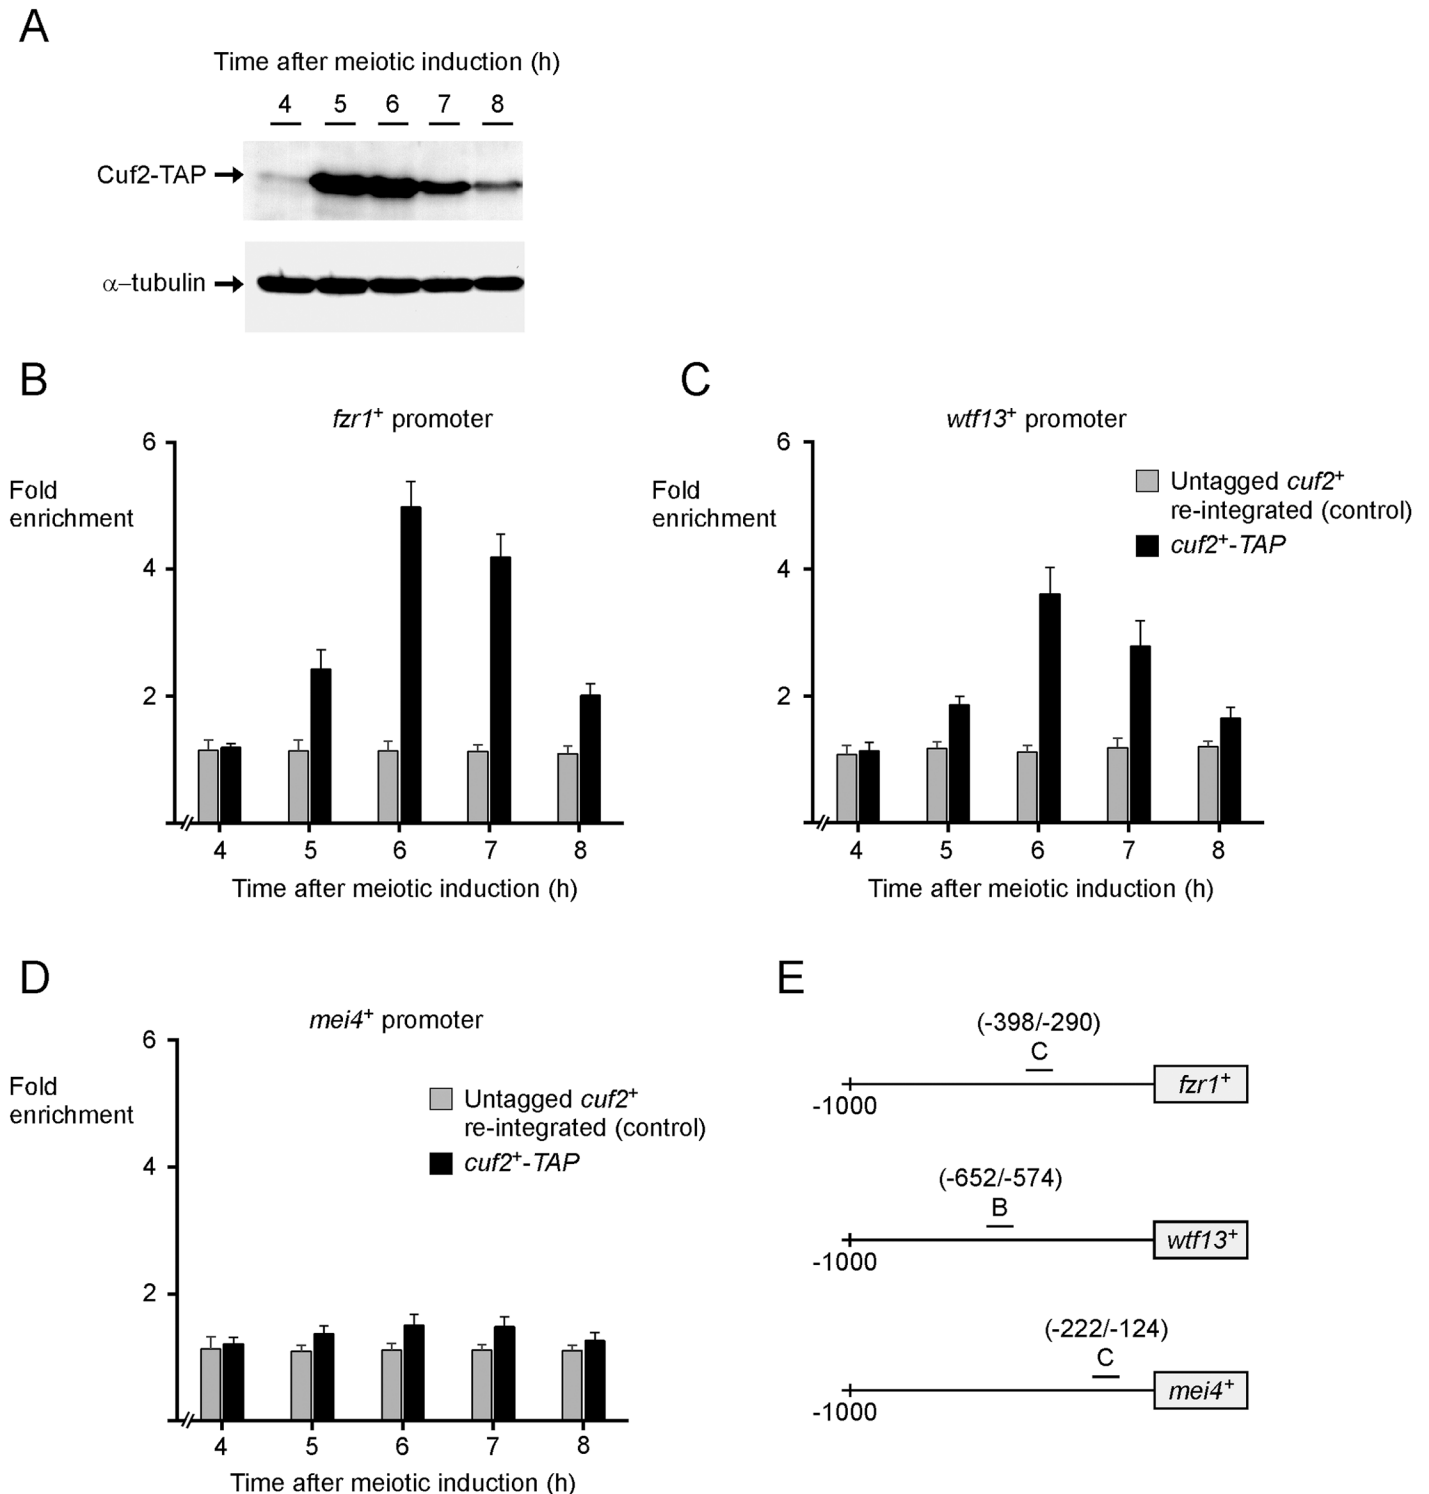 A
Time after meiotic induction (h)
4 5 6 7 8
Cuf2-TAP
α–tubulin
B
fzr1+ promoter
Fold
enrichment
6
4
2
4 5 6 7 8
Time after meiotic induction (h)
C
wtf13+ promoter
Fold
enrichment
6
4
2
Untagged cuf2+
re-integrated (control)
cuf2+-TAP
4 5 6 7 8
Time after meiotic induction (h)
D
mei4+ promoter
Fold
enrichment
6
4
2
Untagged cuf2+
re-integrated (control)
cuf2+-TAP
4 5 6 7 8
Time after meiotic induction (h)
E
(-398/-290)
C
fzr1+
-1000
(-652/-574)
B
wtf13+
-1000
(-222/-124)
C
mei4+
-1000